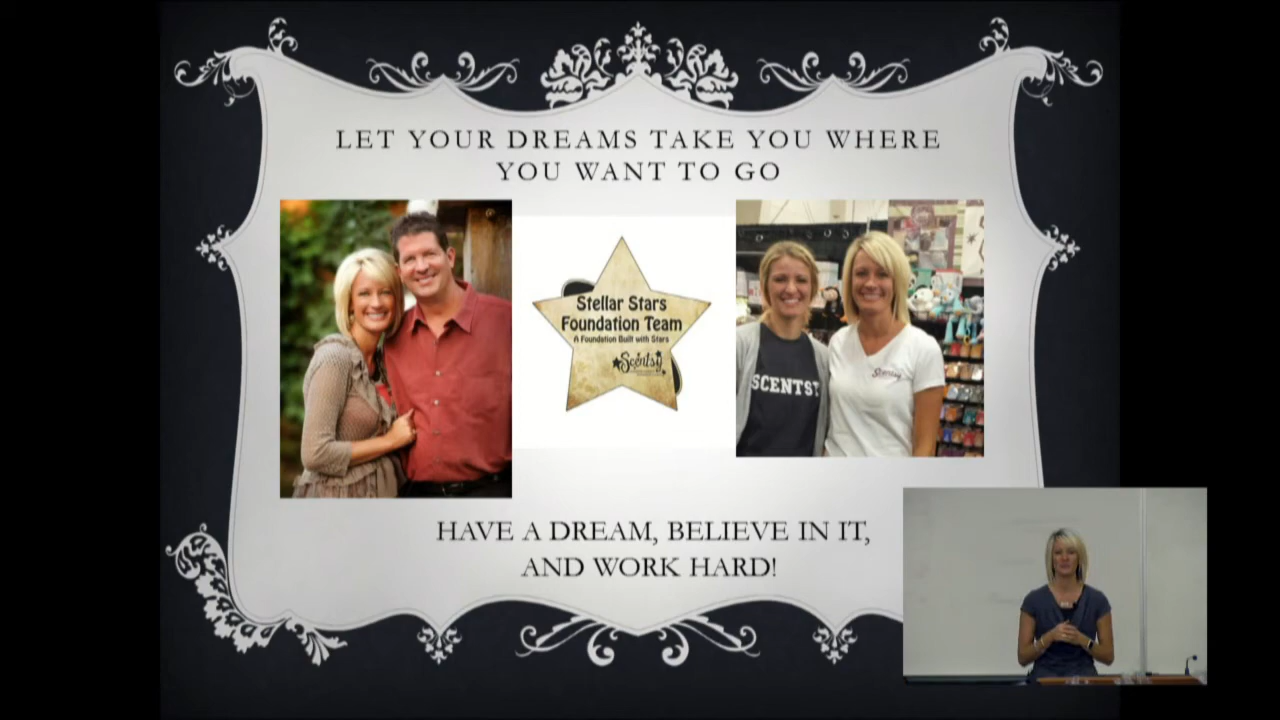 LET YOUR DREAMS TAKE YOU WHERE
YOU WANT TO GO
Stellar Stars
Foundation Team
A Foundation Built with Stars
Scentsy
SCENTSY
Scentsy
HAVE A DREAM, BELIEVE IN IT,
AND WORK HARD!